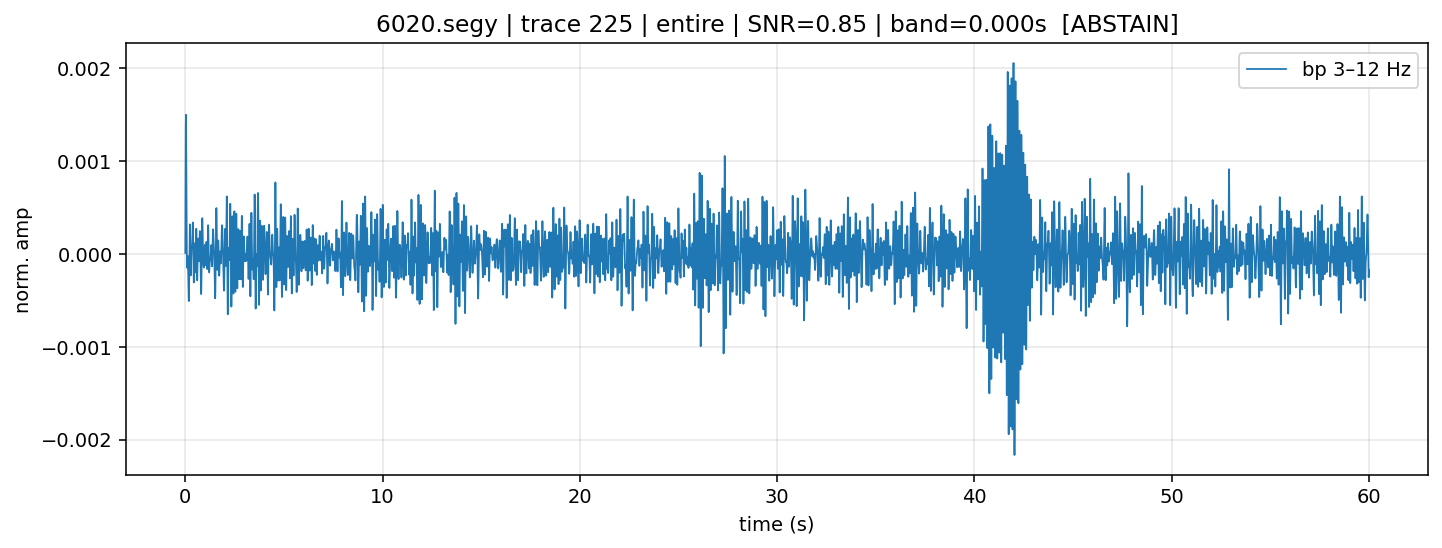 6020.segy | trace 225 | entire | SNR=0.85 | band=0.000s  [ABSTAIN]
bp 3–12 Hz
norm. amp
0.002
0.001
0.000
−0.001
−0.002
0 10 20 30 40 50 60
time (s)